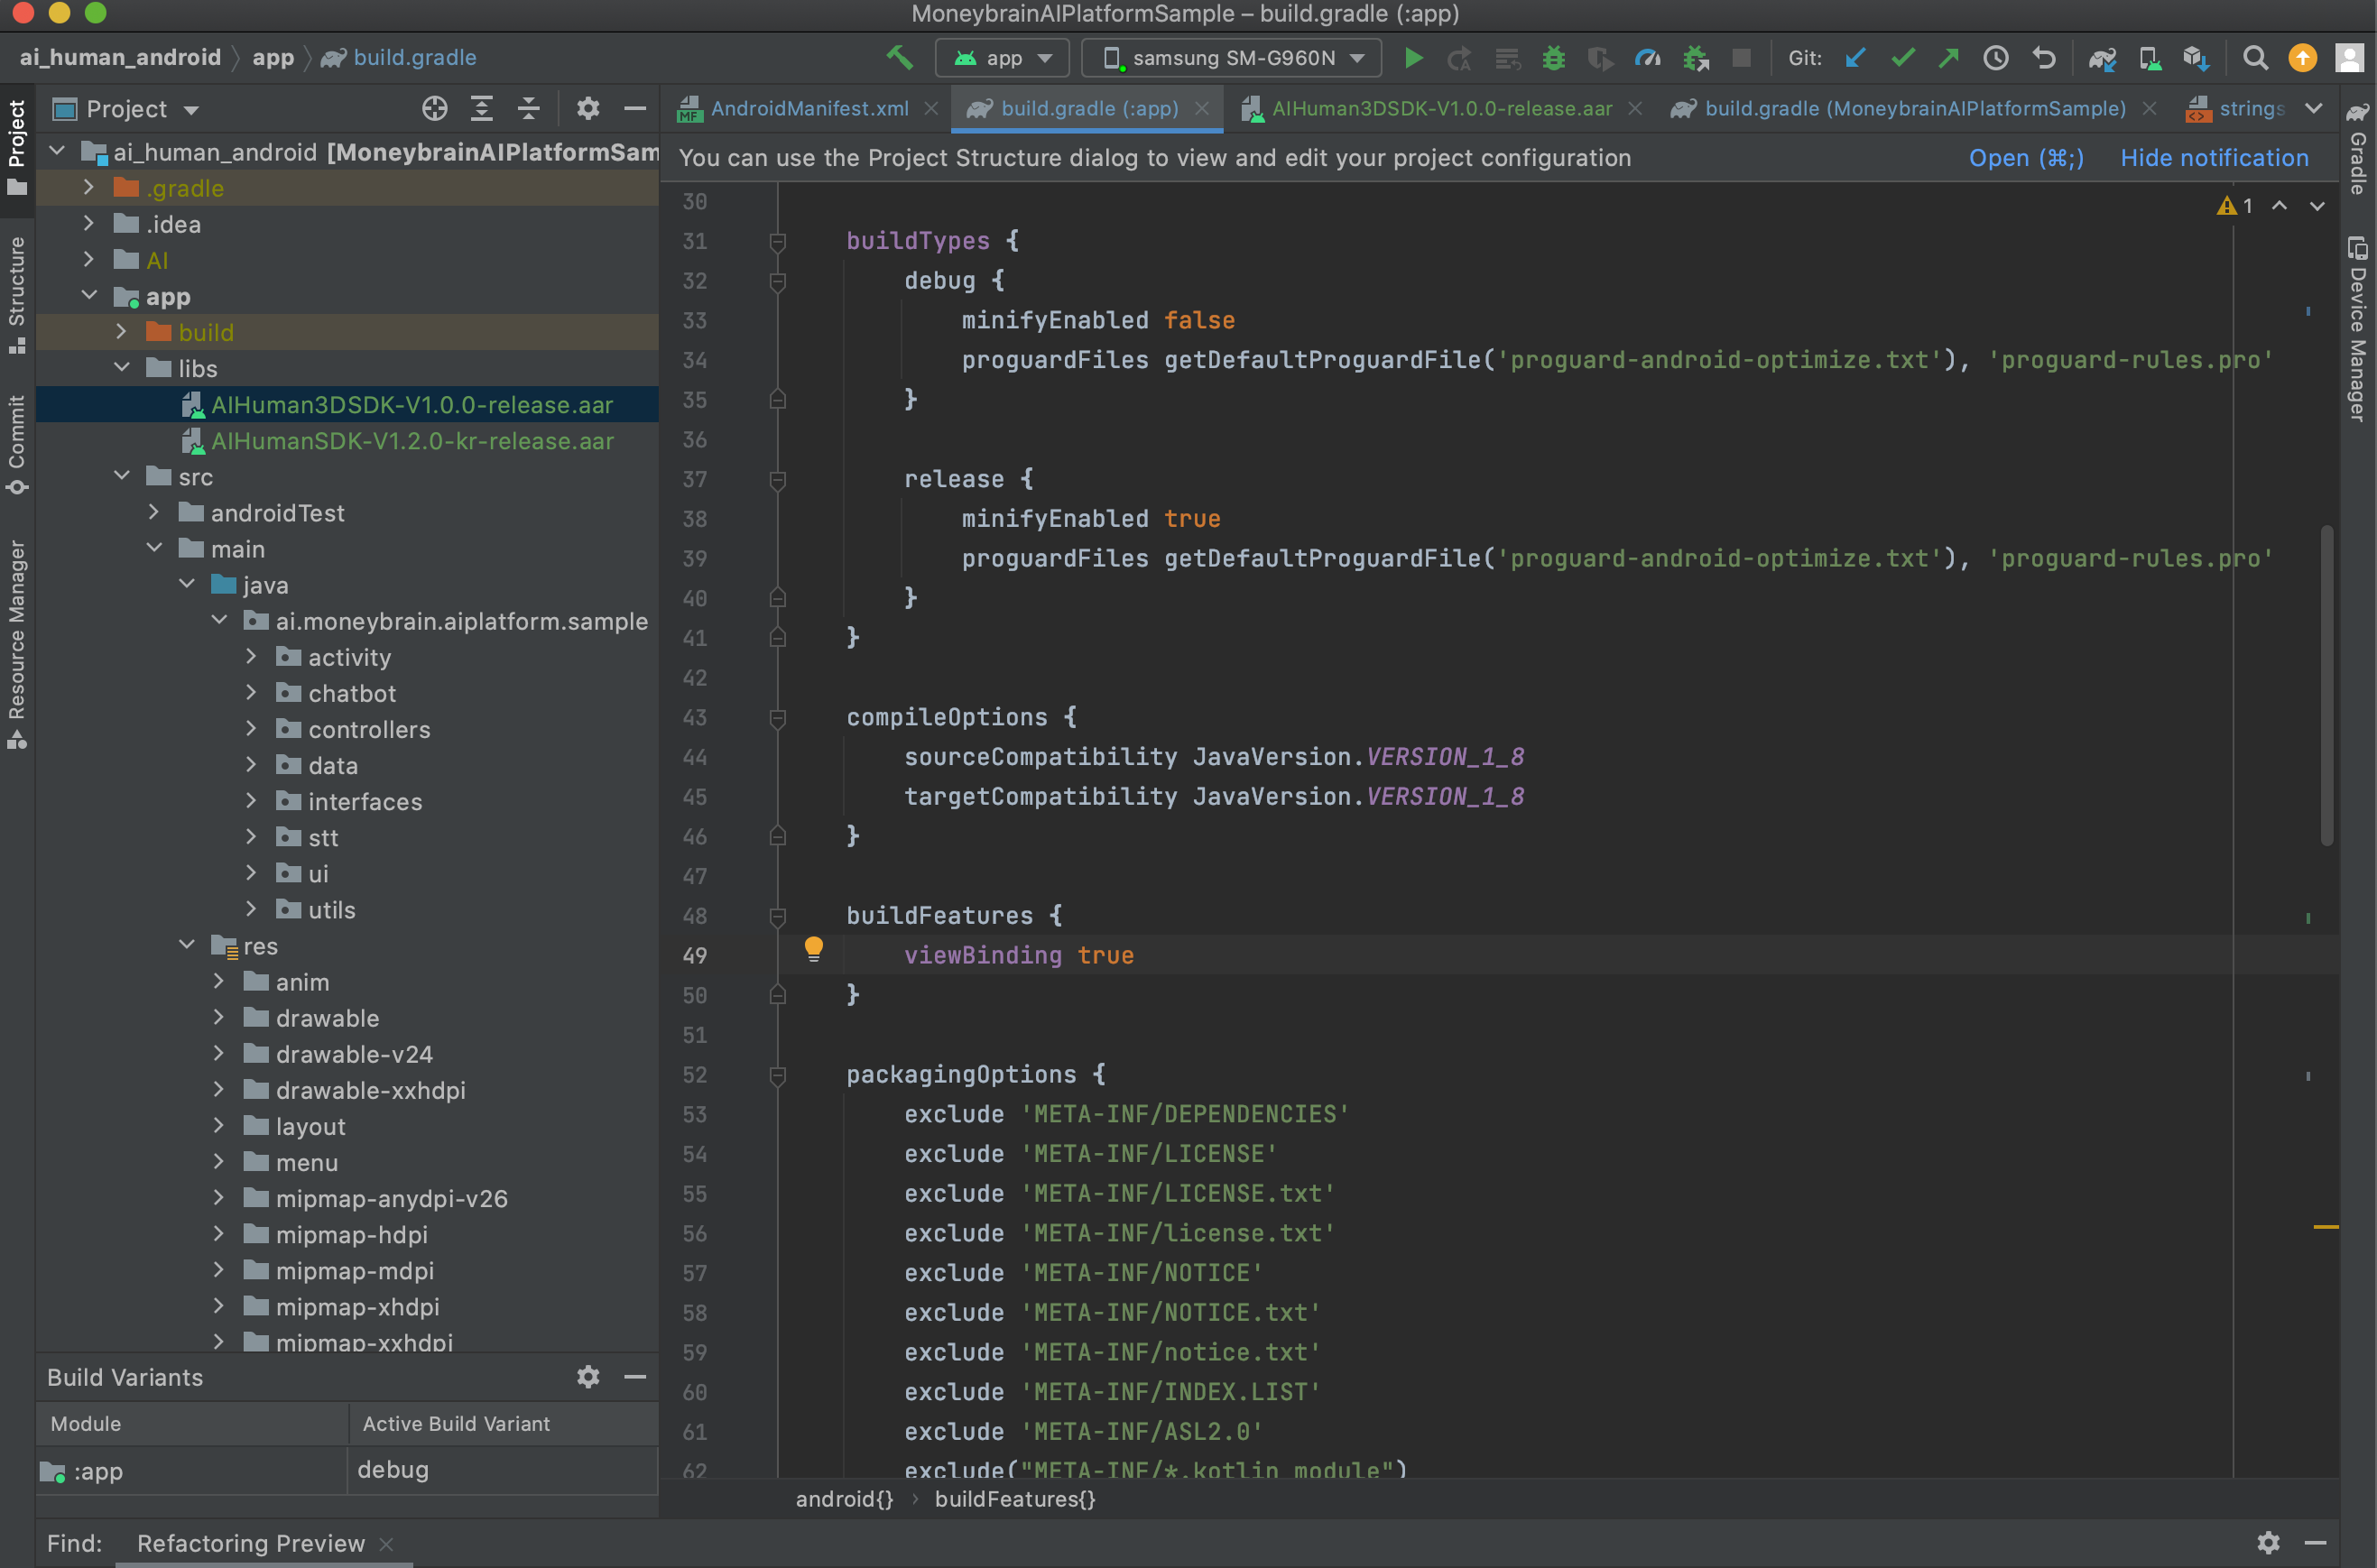 MoneybrainAIPlatformSample – build.gradle (:app)
ai_human_android app build.gradle
app samsung SM-G960N Git:
Project
Structure
Commit
Resource Manager
Project
ai_human_android [MoneybrainAIPlatformSam
.gradle
.idea
AI
app
build
libs
AIHuman3DSDK-V1.0.0-release.aar
AIHumanSDK-V1.2.0-kr-release.aar
src
androidTest
main
java
ai.moneybrain.aiplatform.sample
activity
chatbot
controllers
data
interfaces
stt
ui
utils
res
anim
drawable
drawable-v24
drawable-xxhdpi
layout
menu
mipmap-anydpi-v26
mipmap-hdpi
mipmap-mdpi
mipmap-xhdpi
mipmap-xxhdpi
Build Variants
Module Active Build Variant
:app debug
AndroidManifest.xml build.gradle (:app) AIHuman3DSDK-V1.0.0-release.aar build.gradle (MoneybrainAIPlatformSample) strings
You can use the Project Structure dialog to view and edit your project configuration Open (⌘;) Hide notification
1
30
31 buildTypes {
32 debug {
33 minifyEnabled false
34 proguardFiles getDefaultProguardFile('proguard-android-optimize.txt'), 'proguard-rules.pro'
35 }
36
37 release {
38 minifyEnabled true
39 proguardFiles getDefaultProguardFile('proguard-android-optimize.txt'), 'proguard-rules.pro'
40 }
41 }
42
43 compileOptions {
44 sourceCompatibility JavaVersion.VERSION_1_8
45 targetCompatibility JavaVersion.VERSION_1_8
46 }
47
48 buildFeatures {
49 viewBinding true
50 }
51
52 packagingOptions {
53 exclude 'META-INF/DEPENDENCIES'
54 exclude 'META-INF/LICENSE'
55 exclude 'META-INF/LICENSE.txt'
56 exclude 'META-INF/license.txt'
57 exclude 'META-INF/NOTICE'
58 exclude 'META-INF/NOTICE.txt'
59 exclude 'META-INF/notice.txt'
60 exclude 'META-INF/INDEX.LIST'
61 exclude 'META-INF/ASL2.0'
62 exclude("META-INF/*.kotlin_module")
android{} › buildFeatures{}
Gradle
Device Manager
Find: Refactoring Preview